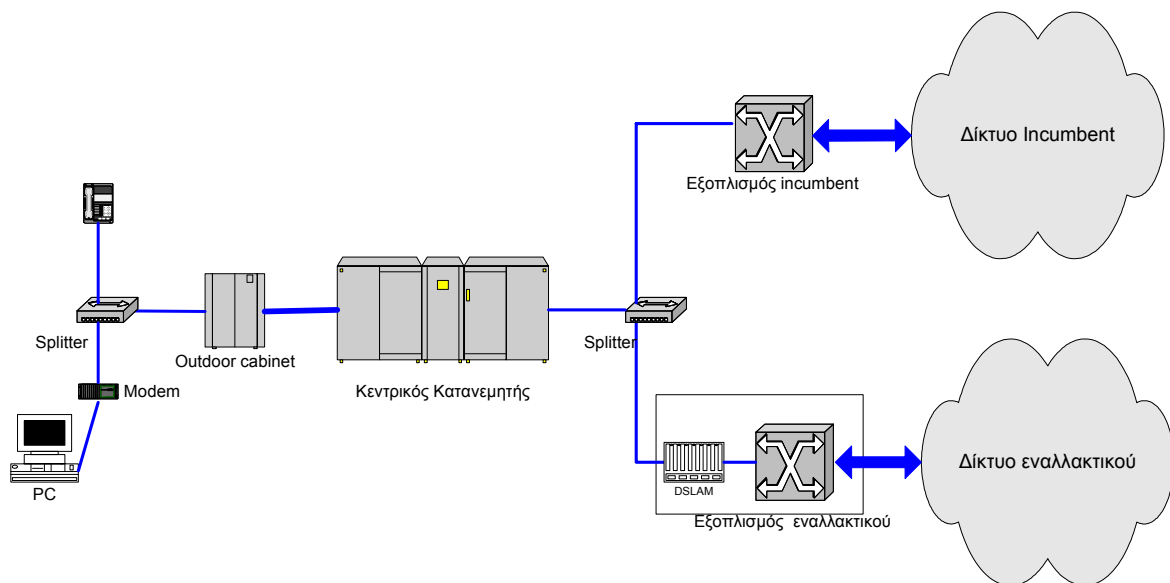 Δίκτυο Incumbent
Εξοπλισμός incumbent
Splitter
Splitter
Outdoor cabinet
Κεντρικός Κατανεμητής
Modem
PC
DSLAM
Εξοπλισμός εναλλακτικού
Δίκτυο εναλλακτικού